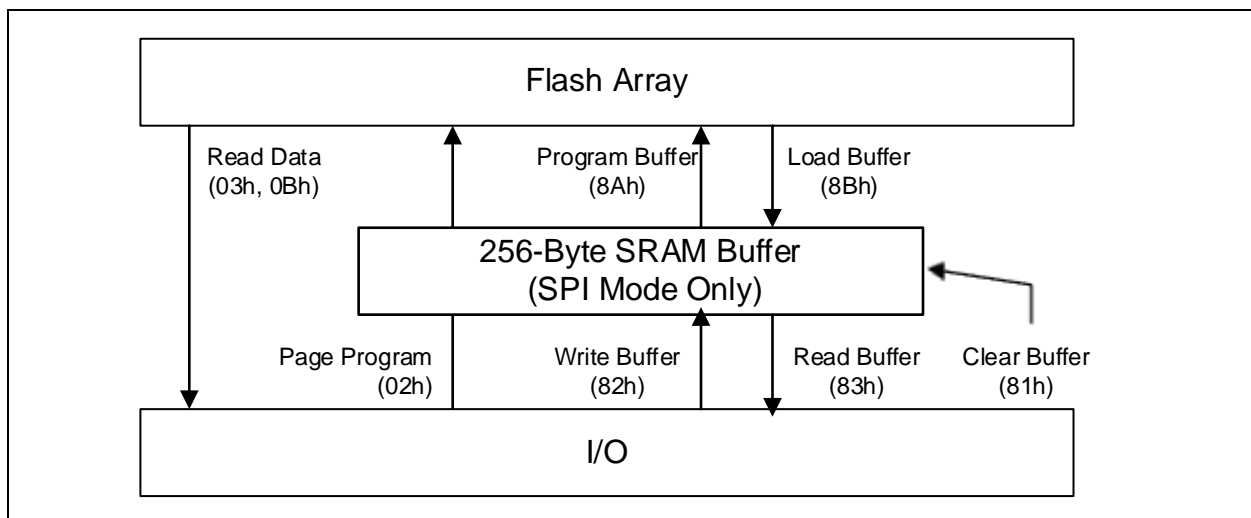 Flash Array
Read Data
(03h, 0Bh)
Program Buffer
(8Ah)
Load Buffer
(8Bh)
256-Byte SRAM Buffer
(SPI Mode Only)
Page Program
(02h)
Write Buffer
(82h)
Read Buffer
(83h)
Clear Buffer
(81h)
I/O